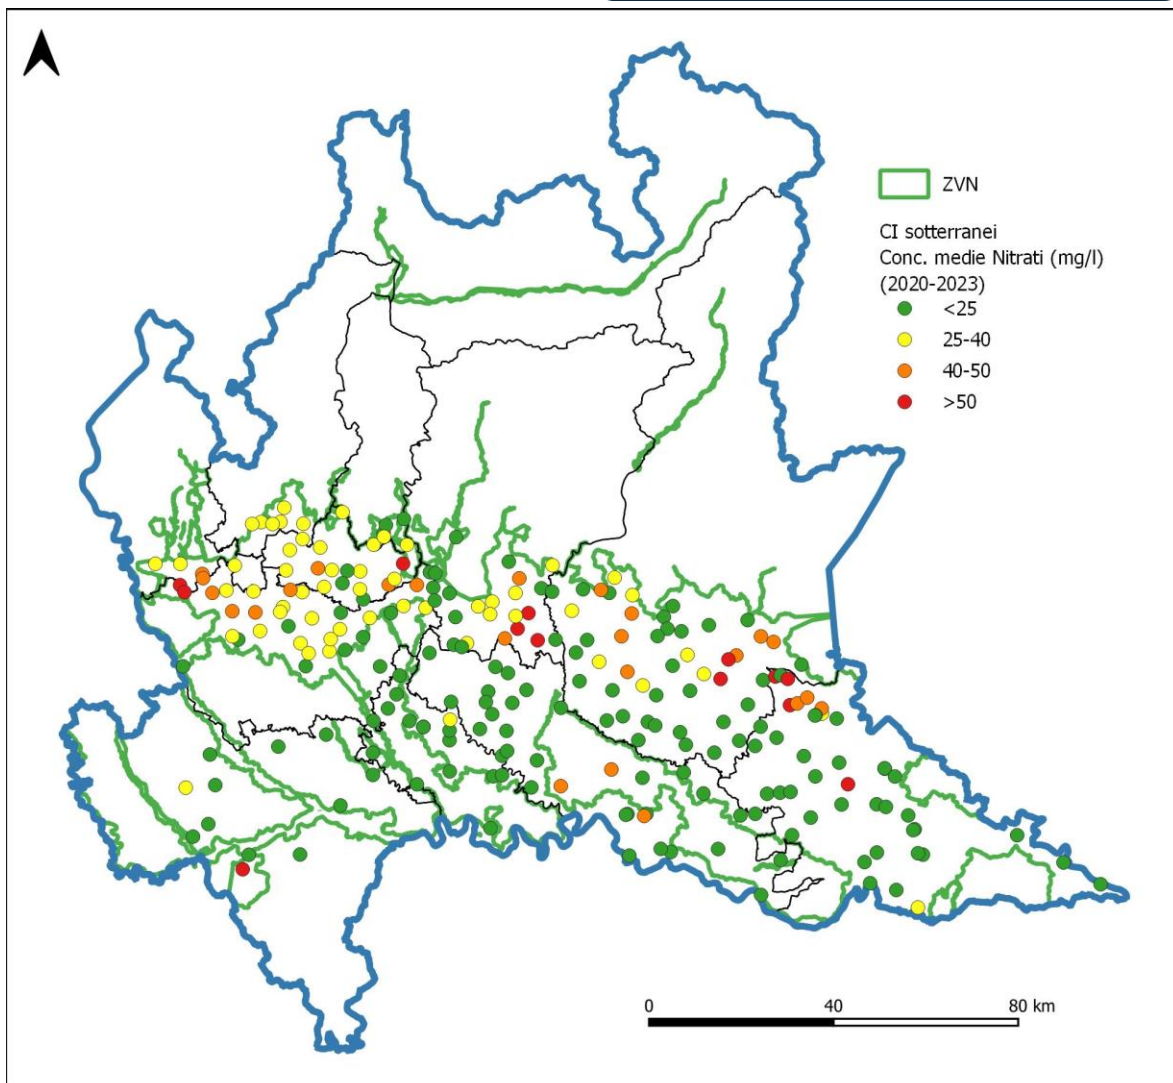 ZVN
CI sotterranei
Conc. medie Nitrati (mg/l)
(2020-2023)
<25
25-40
40-50
>50
0 40 80 km